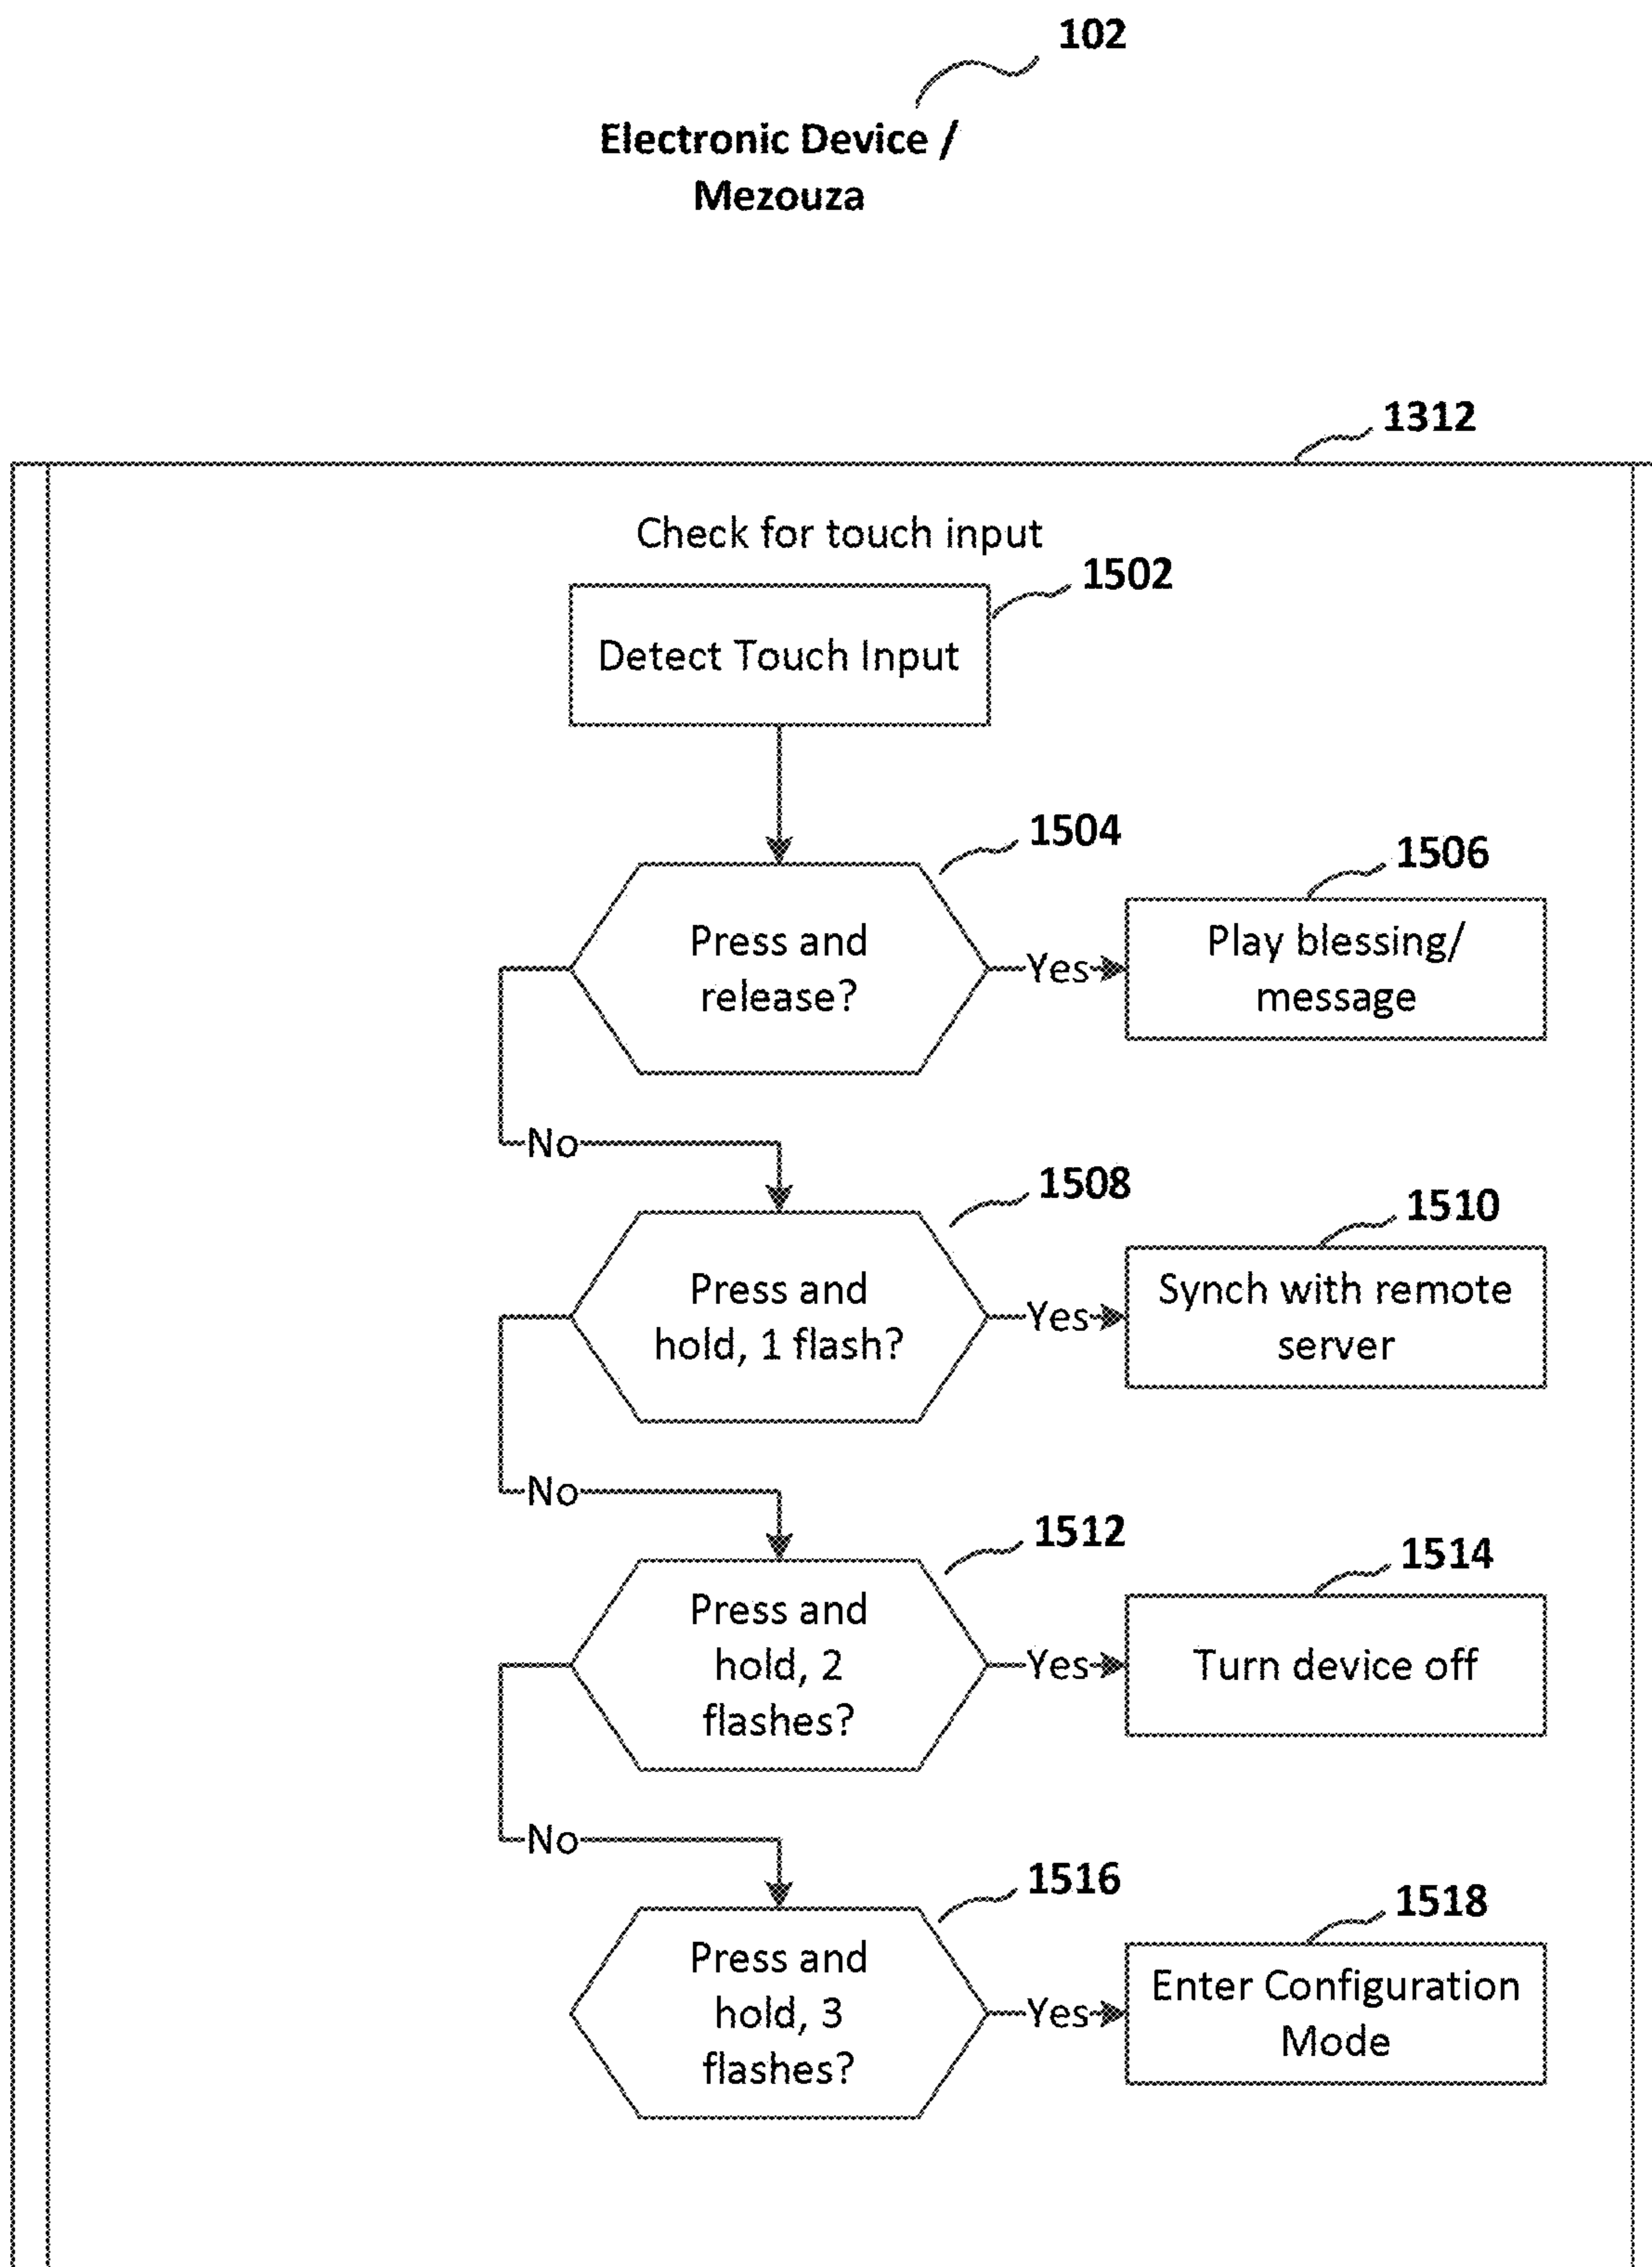 102
Electronic Device /
Mezouza
1312
Check for touch input
1502
Detect Touch Input
1504
1506
Press and
release?
Yes
Play blessing/
message
No
1508
1510
Press and
hold, 1 flash?
Yes
Synch with remote
server
No
1512
1514
Press and
hold, 2
flashes?
Yes
Turn device off
No
1516
1518
Press and
hold, 3
flashes?
Yes
Enter Configuration
Mode